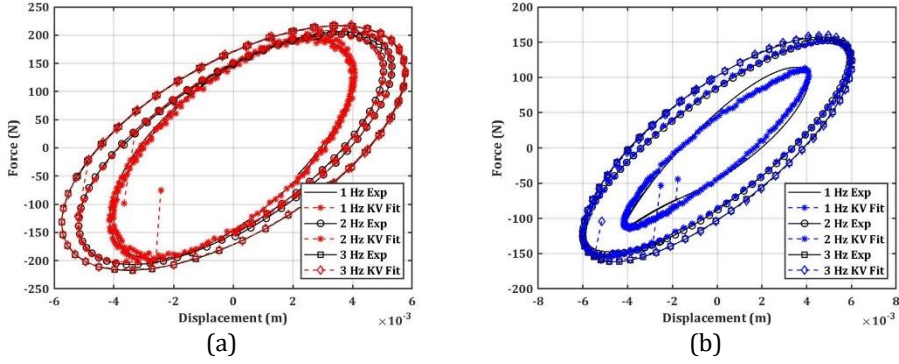 250
200
150
100
50
0
-50
-100
-150
-200
250
Force (N)
-6
-4
-2
0
2
4
6
Displacement (m)
×10⁻³
1 Hz Exp
1 Hz KV Fit
2 Hz Exp
2 Hz KV Fit
3 Hz Exp
3 Hz KV Fit
(a)
200
150
100
50
0
-50
-100
-150
-200
Force (N)
-8
-6
-4
-2
0
2
4
6
8
Displacement (m)
×10⁻³
1 Hz Exp
1 Hz KV Fit
2 Hz Exp
2 Hz KV Fit
3 Hz Exp
3 Hz KV Fit
(b)